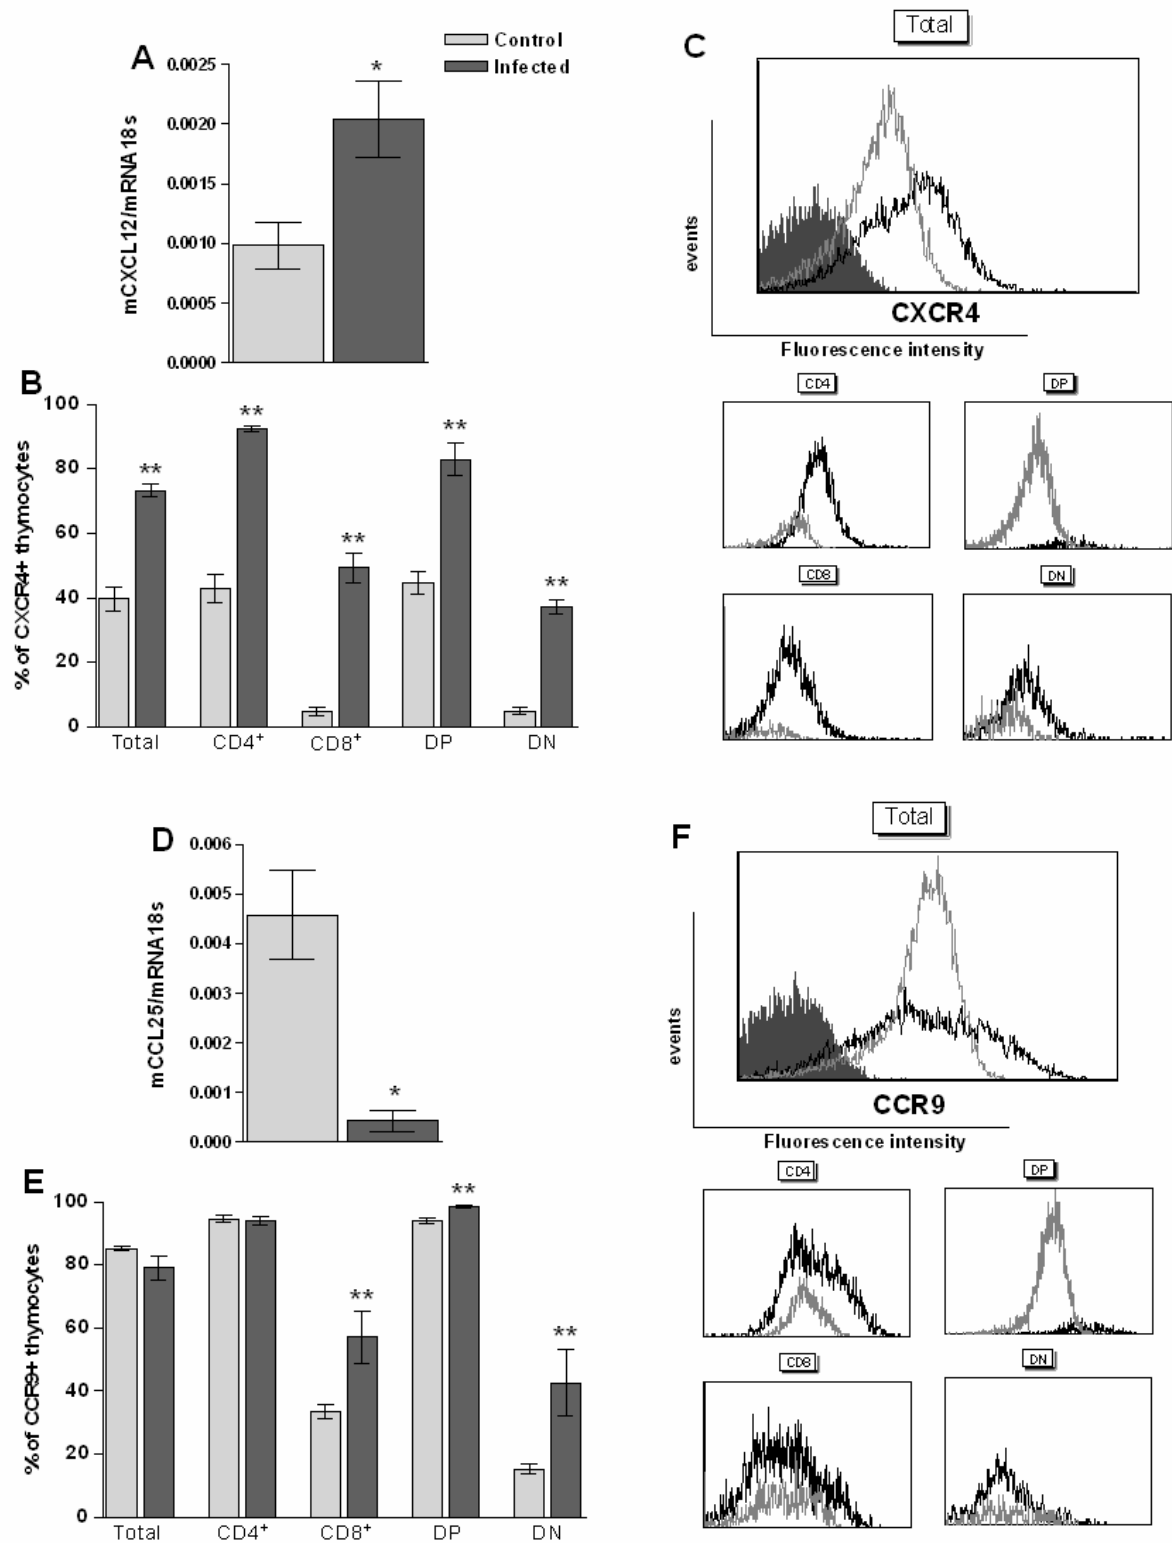 A
Control
Infected
mCXCL12/mRNA18s
0.0025
0.0020
0.0015
0.0010
0.0005
0.0000
*
B
% of CXCR4+ thymocytes
100
80
60
40
20
0
**
**
**
**
**
Total CD4+ CD8+ DP DN
C
Total
events
CXCR4
Fluorescence intensity
CD4
DP
CD8
DN
D
mCCL25/mRNA18s
0.006
0.005
0.004
0.003
0.002
0.001
0.000
*
E
% of CCR9+ thymocytes
100
80
60
40
20
0
**
**
**
Total CD4+ CD8+ DP DN
F
Total
events
CCR9
Fluorescence intensity
CD4
DP
CD8
DN